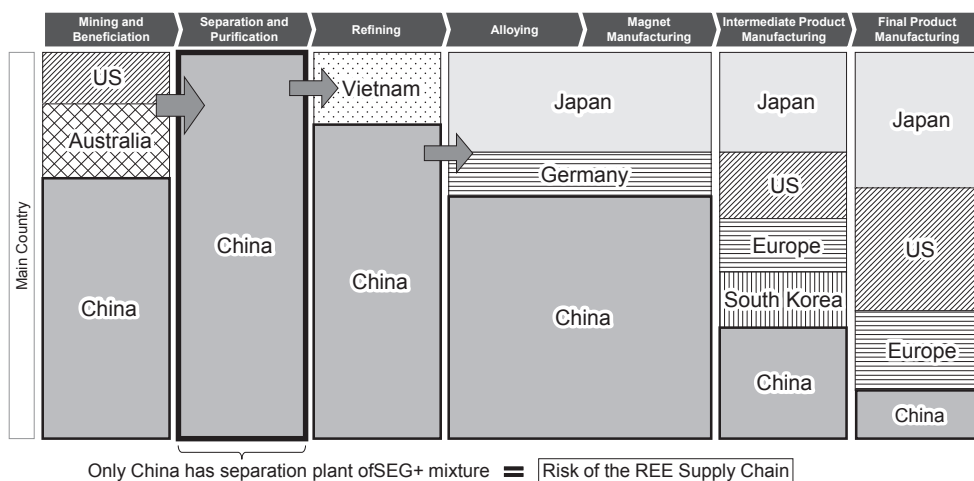 Mining and
Beneficiation
Separation and
Purification
Refining
Alloying
Magnet
Manufacturing
Intermediate Product
Manufacturing
Final Product
Manufacturing
Main Country
US
Australia
China
China
Vietnam
China
Japan
Germany
China
Japan
US
Europe
South Korea
China
Japan
US
Europe
China
Only China has separation plant ofSEG+ mixture = Risk of the REE Supply Chain